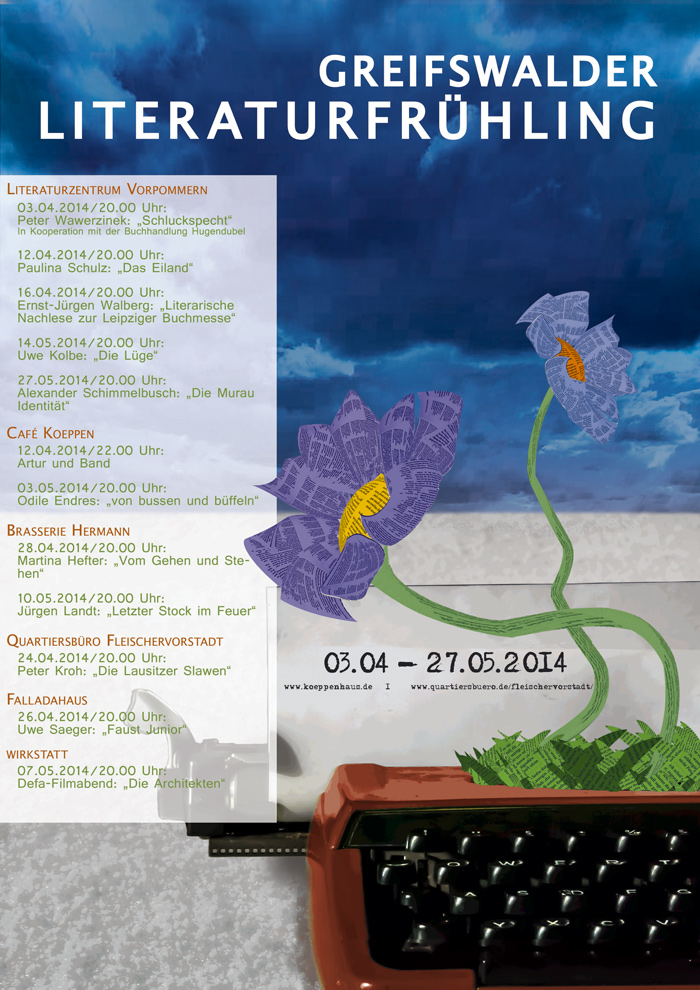 GREIFSWALDER
LITERATURFRÜHLING
LITERATURZENTRUM VORPOMMERN
03.04.2014/20.00 Uhr:
Peter Wawerzinek: „Schluckspecht“
In Kooperation mit der Buchhandlung Hugendubel
12.04.2014/20.00 Uhr:
Paulina Schulz: „Das Eiland“
16.04.2014/20.00 Uhr:
Ernst-Jürgen Walberg: „Literarische
Nachlese zur Leipziger Buchmesse“
14.05.2014/20.00 Uhr:
Uwe Kolbe: „Die Lüge“
27.05.2014/20.00 Uhr:
Alexander Schimmelbusch: „Die Murau
Identität“
CAFÉ KOEPPEN
12.04.2014/22.00 Uhr:
Artur und Band
03.05.2014/20.00 Uhr:
Odile Endres: „von bussen und büffeln“
BRASSERIE HERMANN
28.04.2014/20.00 Uhr:
Martina Hefter: „Vom Gehen und Ste-
hen“
10.05.2014/20.00 Uhr:
Jürgen Landt: „Letzter Stock im Feuer“
QUARTIERSBÜRO FLEISCHERVORSTADT
24.04.2014/20.00 Uhr:
Peter Kroh: „Die Lausitzer Slawen“
FALLADAHAUS
26.04.2014/20.00 Uhr:
Uwe Saeger: „Faust Junior“
WIRKSTATT
07.05.2014/20.00 Uhr:
Defa-Filmabend: „Die Architekten“
03.04 – 27.05.2014
www.koeppenhaus.de I www.quartiersbuero.de/fleischervorstadt/
Q W E R T
A S D F G
Y X C V